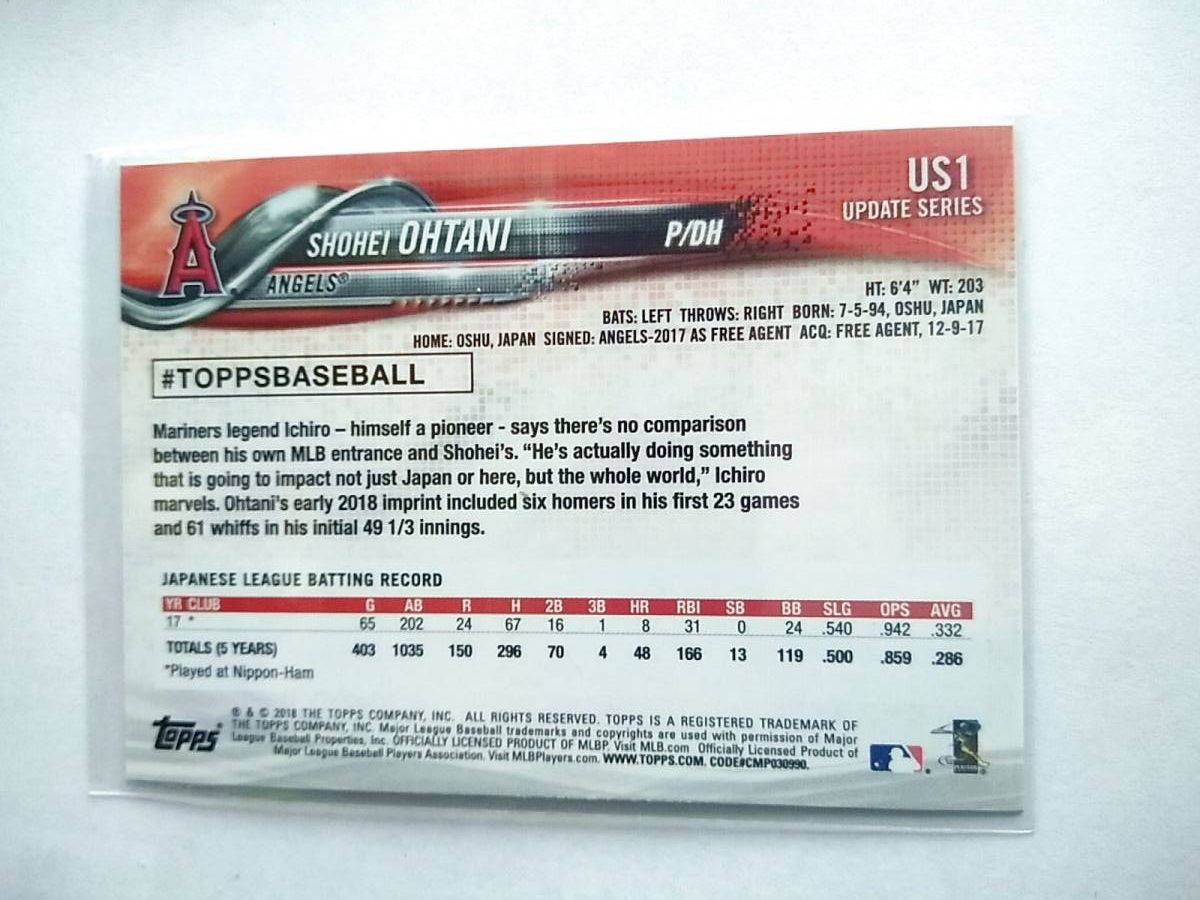 US1
UPDATE SERIES
SHOHEI OHTANI P/DH
A
ANGELS®
HT: 6'4" WT: 203
BATS: LEFT THROWS: RIGHT BORN: 7-5-94, OSHU, JAPAN
HOME: OSHU, JAPAN SIGNED: ANGELS-2017 AS FREE AGENT ACQ: FREE AGENT, 12-9-17
#TOPPSBASEBALL
Mariners legend Ichiro – himself a pioneer - says there's no comparison
between his own MLB entrance and Shohei's. “He's actually doing something
that is going to impact not just Japan or here, but the whole world,” Ichiro
marvels. Ohtani's early 2018 imprint included six homers in his first 23 games
and 61 whiffs in his initial 49 1/3 innings.
JAPANESE LEAGUE BATTING RECORD
YR CLUB G AB R H 2B 3B HR RBI SB BB SLG OPS AVG
17 * 65 202 24 67 16 1 8 31 0 24 .540 .942 .332
TOTALS (5 YEARS) 403 1035 150 296 70 4 48 166 13 119 .500 .859 .286
*Played at Nippon-Ham
topps®
® & © 2018 THE TOPPS COMPANY, INC. ALL RIGHTS RESERVED. TOPPS IS A REGISTERED TRADEMARK OF
THE TOPPS COMPANY, INC. Major League Baseball trademarks and copyrights are used with permission of Major
League Baseball Properties, Inc. OFFICIALLY LICENSED PRODUCT OF MLBP. Visit MLB.com Officially Licensed Product of
Major League Baseball Players Association. Visit MLBPlayers.com. WWW.TOPPS.COM. CODE#CMP030990.